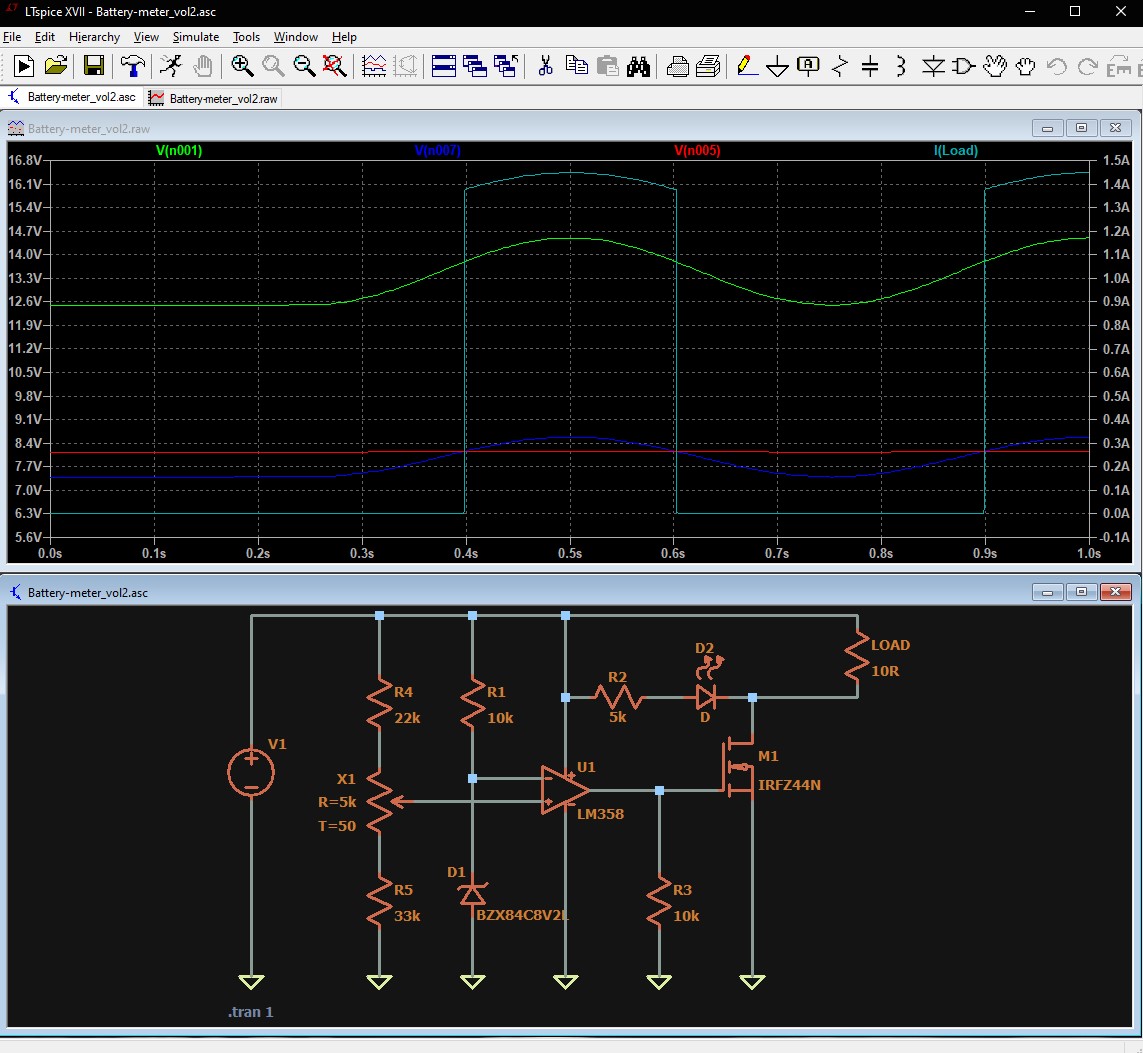 LTspice XVII - Battery-meter_vol2.asc
File Edit Hierarchy View Simulate Tools Window Help
Battery-meter_vol2.asc Battery-meter_vol2.raw
Battery-meter_vol2.raw
V(n001) V(n007) V(n005) I(Load)
16.8V 1.5A
16.1V 1.4A
15.4V 1.3A
14.7V 1.2A
14.0V 1.1A
13.3V 1.0A
12.6V 0.9A
11.9V 0.8A
11.2V 0.7A
10.5V 0.6A
9.8V 0.5A
9.1V 0.4A
8.4V 0.3A
7.7V 0.2A
7.0V 0.1A
6.3V 0.0A
5.6V -0.1A
0.0s 0.1s 0.2s 0.3s 0.4s 0.5s 0.6s 0.7s 0.8s 0.9s 1.0s
Battery-meter_vol2.asc
LOAD
10R
D2
R2
5k
D
R4
22k
R1
10k
V1
M1
IRFZ44N
U1
LM358
X1
R=5k
T=50
D1
BZX84C8V2L
R5
33k
R3
10k
.tran 1